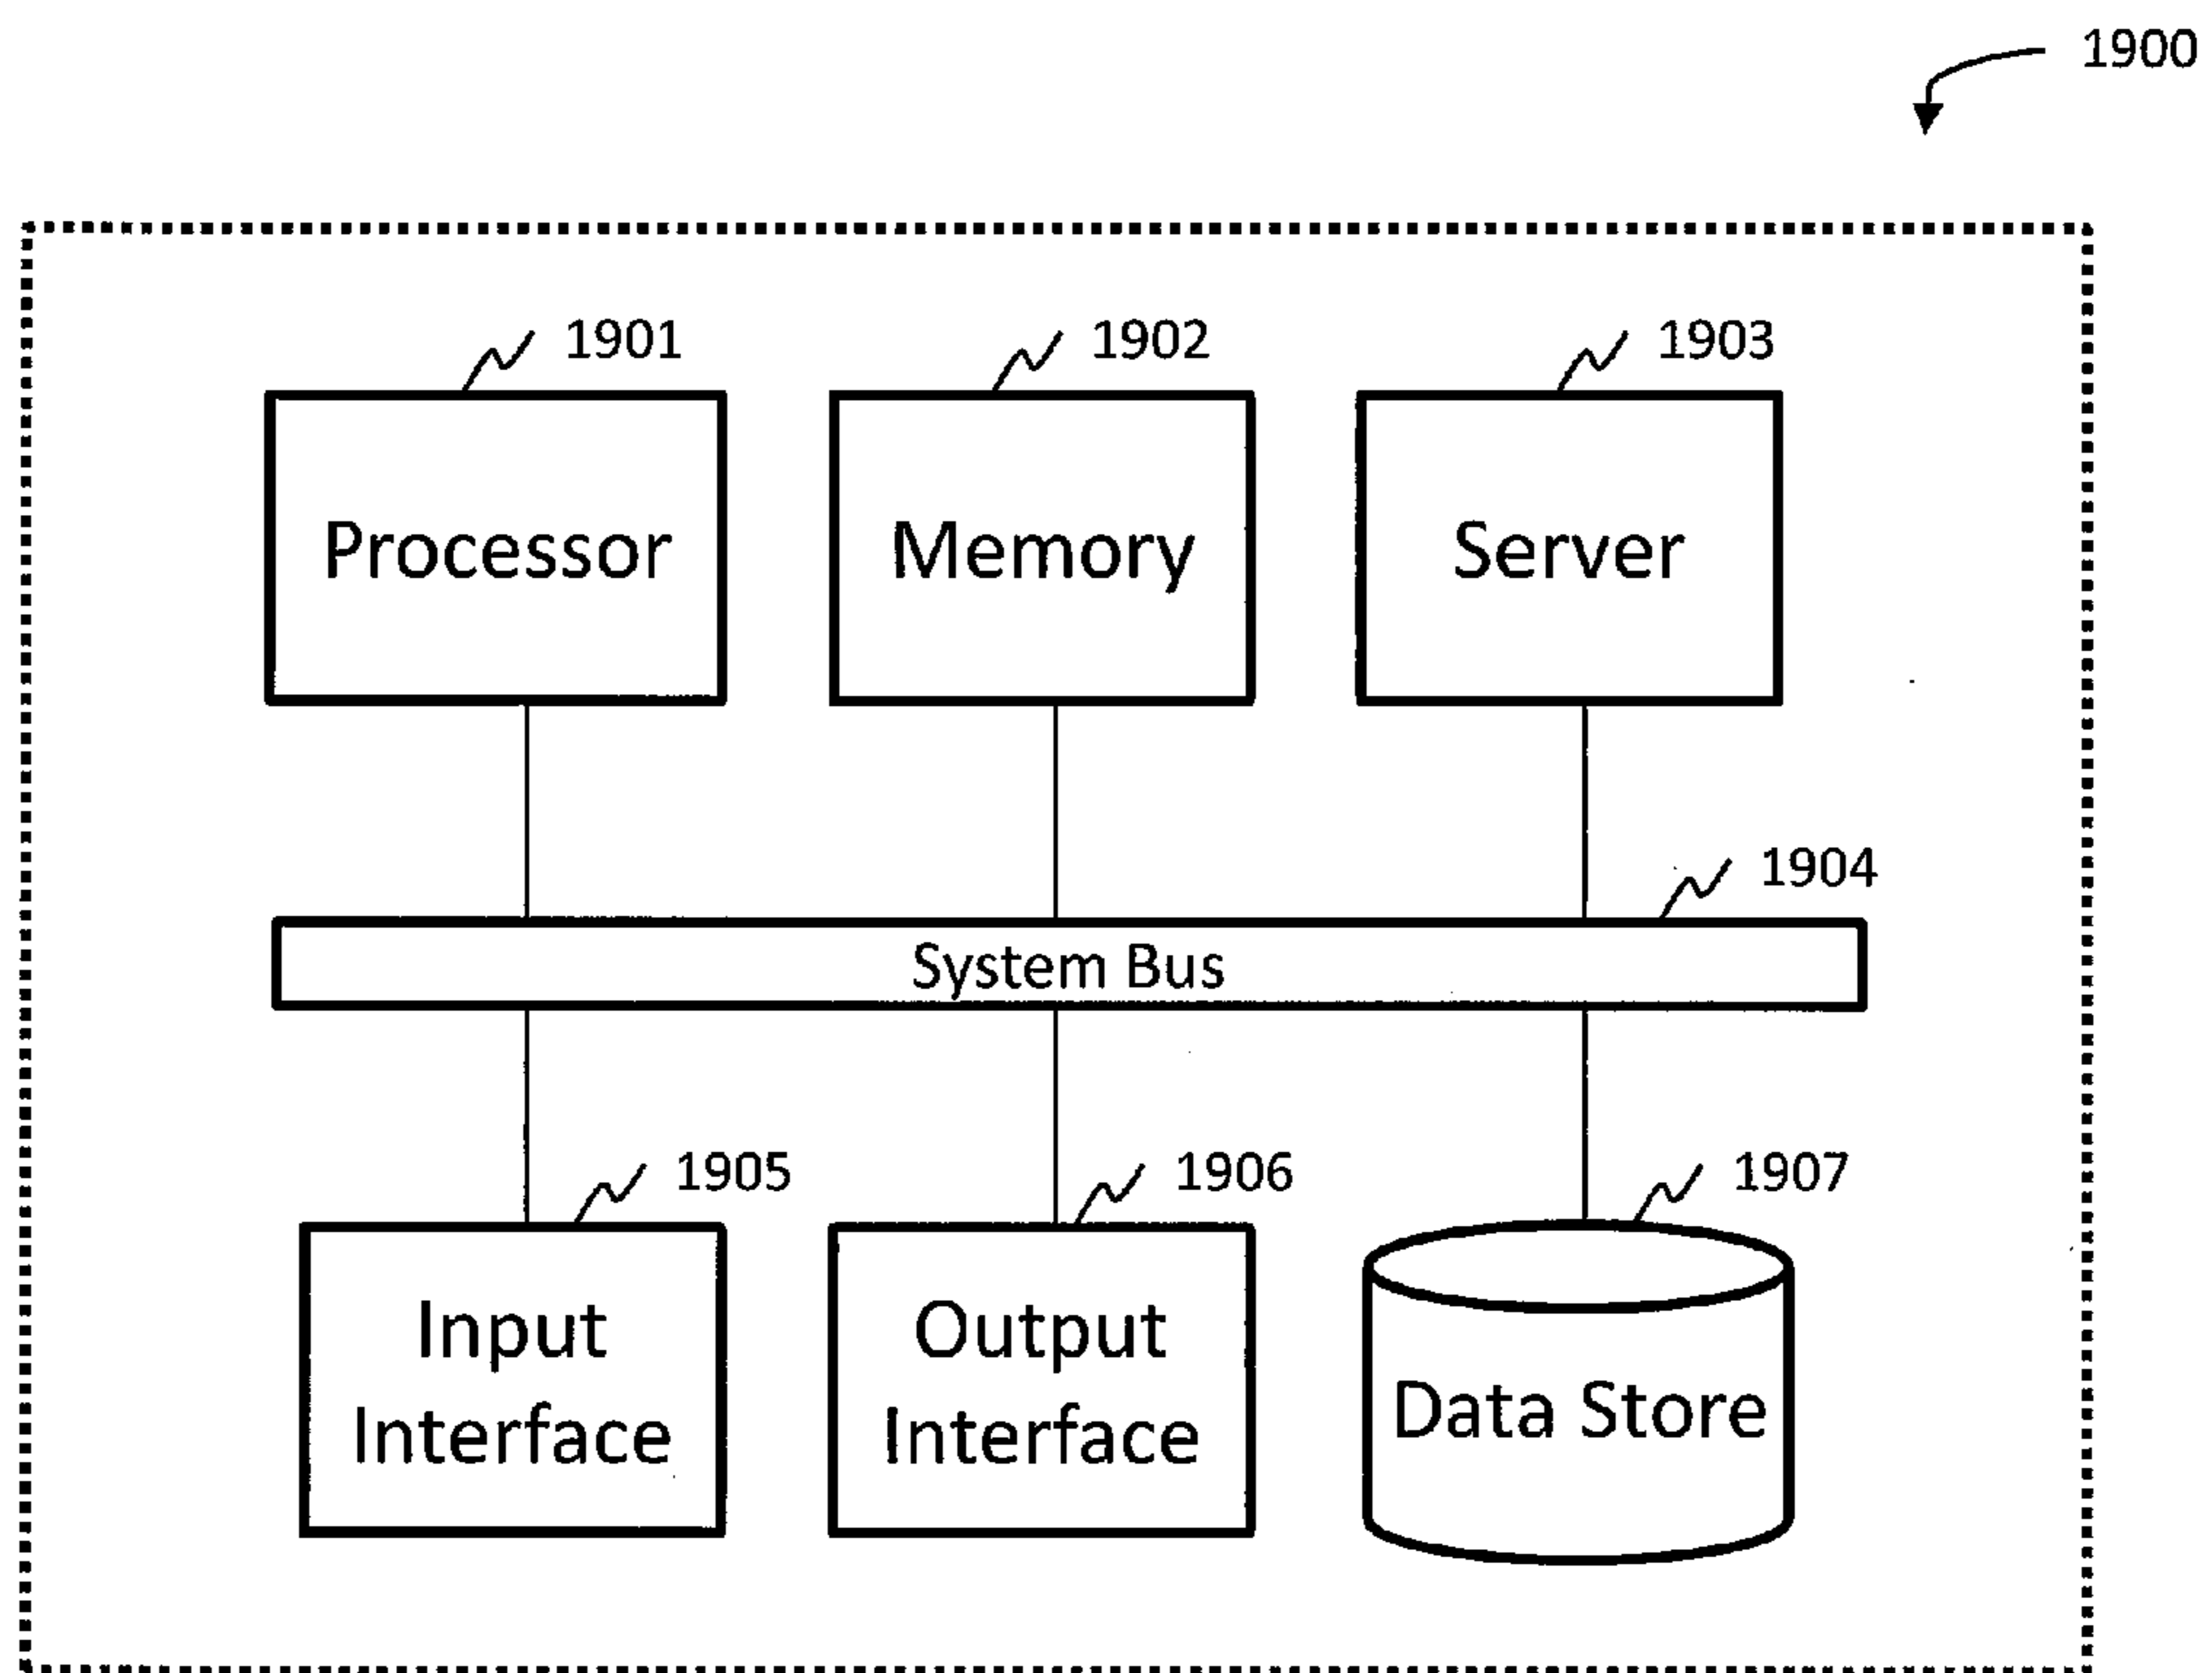 1900
1901
1902
1903
Processor
Memory
Server
1904
System Bus
1905
1906
1907
Input
Interface
Output
Interface
Data Store